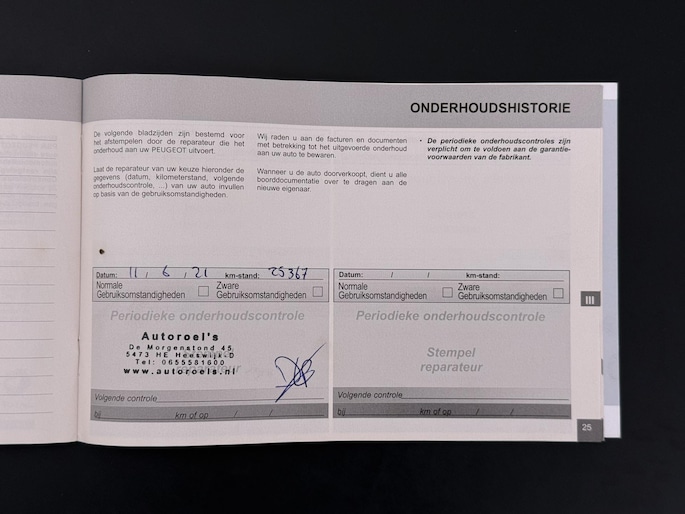 ONDERHOUDSHISTORIE
De volgende bladzijden zijn bestemd voor
het afstempelen door de reparateur die het
onderhoud aan uw PEUGEOT uitvoert.
Laat de reparateur van uw keuze hieronder de
gegevens (datum, kilometerstand, volgende
onderhoudscontrole, ...) van uw auto invullen
op basis van de gebruiksomstandigheden.
Wij raden u aan de facturen en documenten
met betrekking tot het uitgevoerde onderhoud
aan uw auto te bewaren.
Wanneer u de auto doorverkoopt, dient u alle
boorddocumentatie over te dragen aan de
nieuwe eigenaar.
• De periodieke onderhoudscontroles zijn
verplicht om te voldoen aan de garantie-
voorwaarden van de fabrikant.
Datum: 11 / 6 / 21 km-stand: 25367
Normale
Gebruiksomstandigheden
Zware
Gebruiksomstandigheden
Periodieke onderhoudscontrole
Autoroel's
De Morgenstond 45
5473 HE Heeswijk-D
Tel: 0655581600
www.autoroels.nl
Volgende controle
bij km of op / /
Datum: / / km-stand:
Normale
Gebruiksomstandigheden
Zware
Gebruiksomstandigheden
Periodieke onderhoudscontrole
Stempel
reparateur
Volgende controle
bij km of op / /
III
25